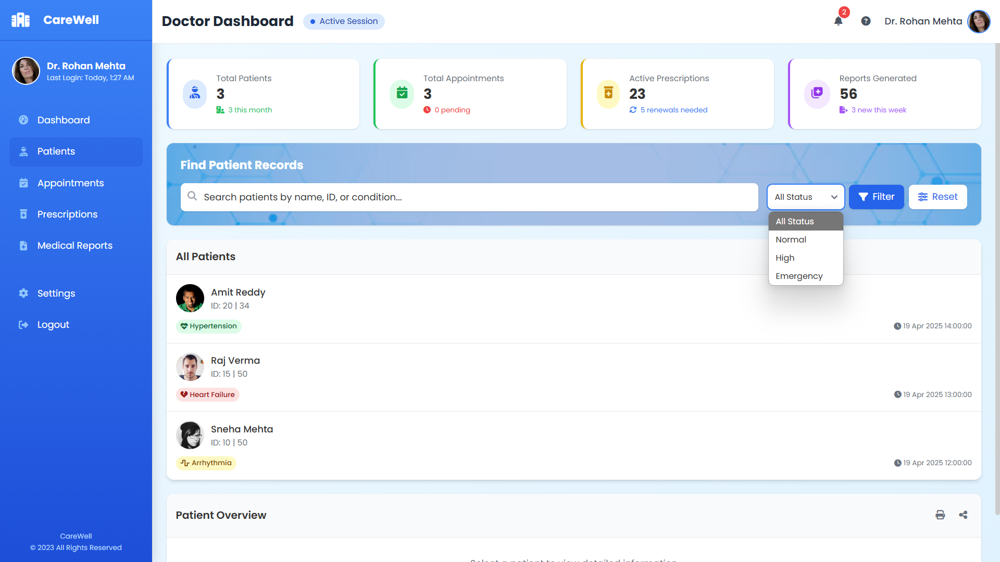 CareWell
Doctor Dashboard
Active Session
2
Dr. Rohan Mehta
Dr. Rohan Mehta
Last Login: Today, 1:27 AM
Dashboard
Patients
Appointments
Prescriptions
Medical Reports
Settings
Logout
CareWell
© 2023 All Rights Reserved
Total Patients
3
3 this month
Total Appointments
3
0 pending
Active Prescriptions
23
5 renewals needed
Reports Generated
56
3 new this week
Find Patient Records
Search patients by name, ID, or condition...
All Status
Filter
Reset
All Status
Normal
High
Emergency
All Patients
Amit Reddy
ID: 20 | 34
Hypertension
19 Apr 2025 14:00:00
Raj Verma
ID: 15 | 50
Heart Failure
19 Apr 2025 13:00:00
Sneha Mehta
ID: 10 | 50
Arrhythmia
19 Apr 2025 12:00:00
Patient Overview
Select a patient to view detailed information